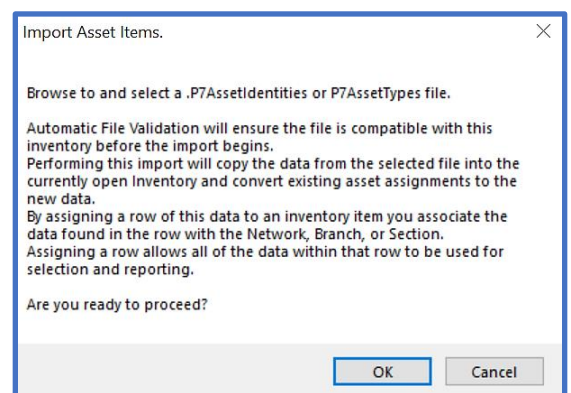 Import Asset Items.
Browse to and select a .P7AssetIdentities or P7AssetTypes file.
Automatic File Validation will ensure the file is compatible with this
inventory before the import begins.
Performing this import will copy the data from the selected file into the
currently open Inventory and convert existing asset assignments to the
new data.
By assigning a row of this data to an inventory item you associate the
data found in the row with the Network, Branch, or Section.
Assigning a row allows all of the data within that row to be used for
selection and reporting.
Are you ready to proceed?
OK Cancel